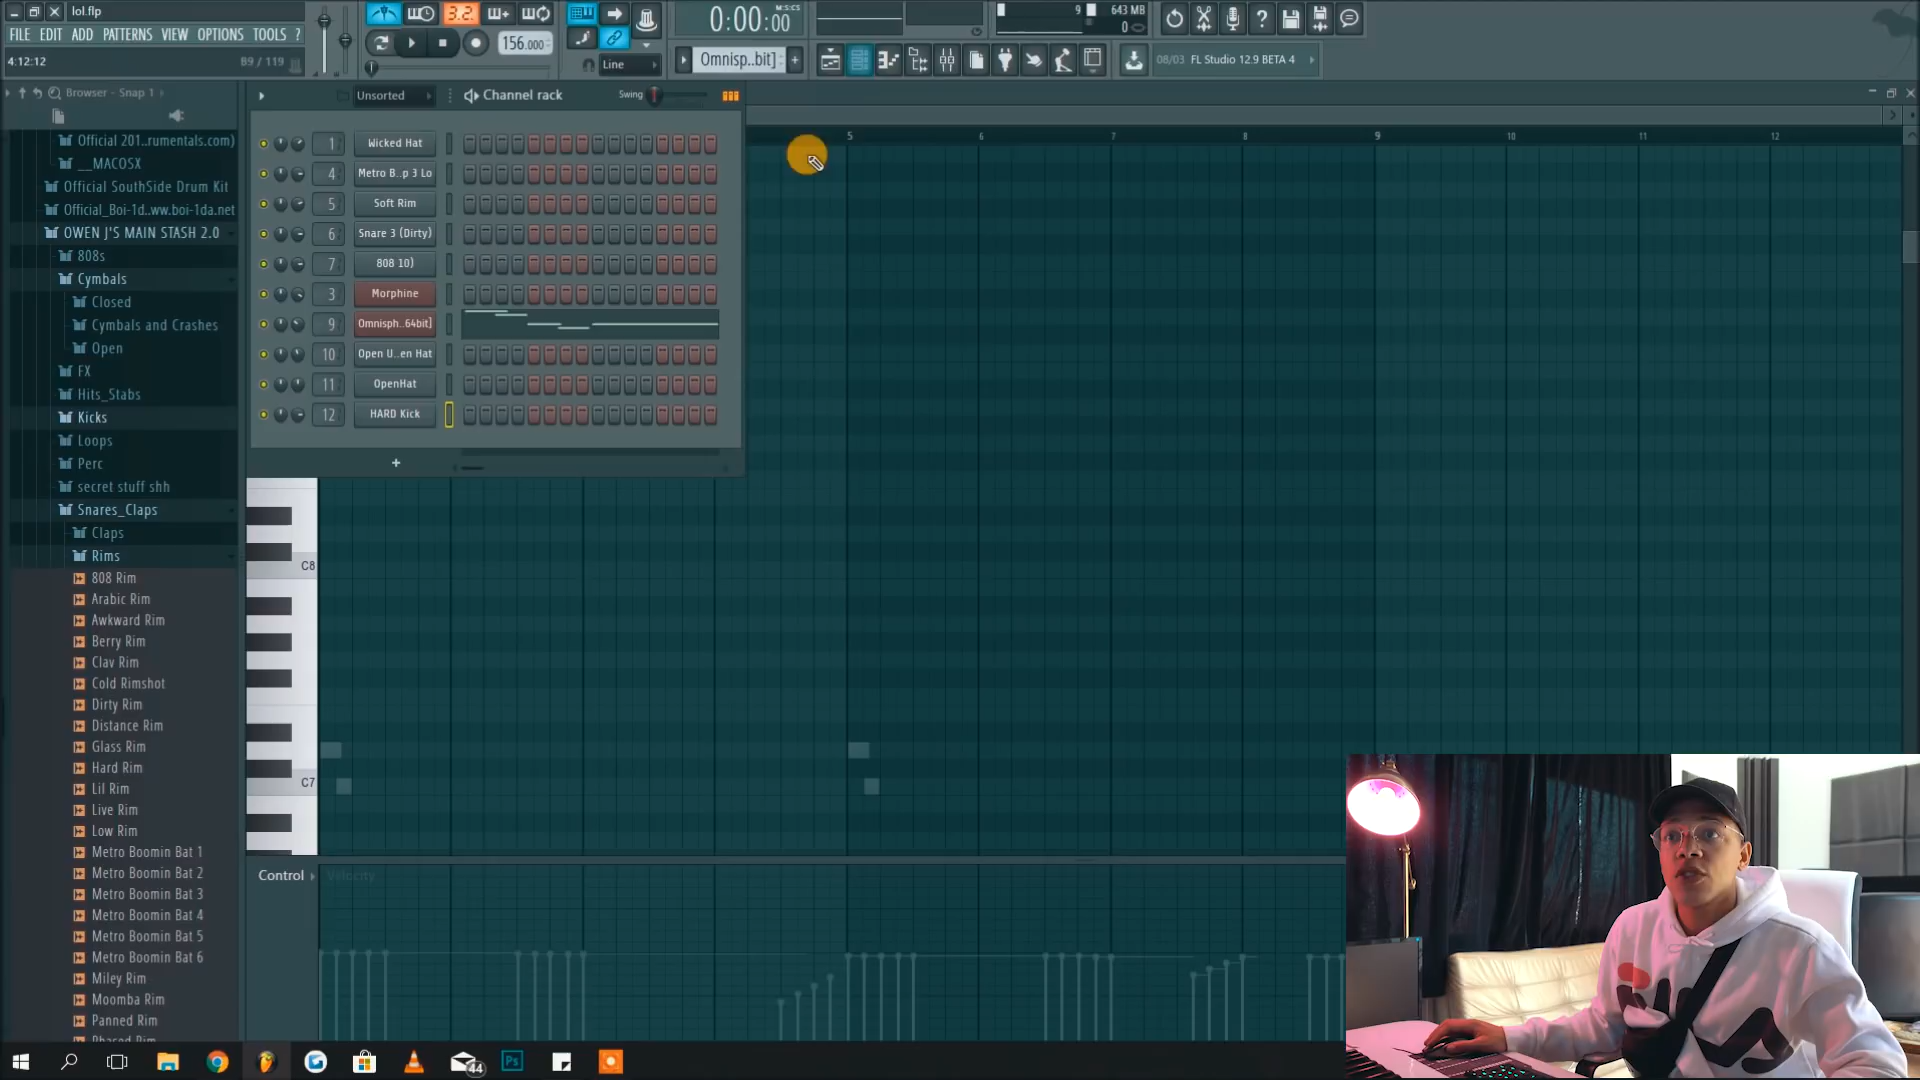 lol.flp
FILE EDIT ADD PATTERNS VIEW OPTIONS TOOLS ?
4:12:12 89 / 119
3.2.
156.000
0:00:00
M:S:CS
9 643 MB
0
Line
Omnisp..bit]
08/03 FL Studio 12.9 BETA 4
Browser - Snap 1
Official 201..rumentals.com)
__MACOSX
Official SouthSide Drum Kit
Official_Boi-1d..ww.boi-1da.net
OWEN J'S MAIN STASH 2.0
808s
Cymbals
Closed
Cymbals and Crashes
Open
FX
Hits_Stabs
Kicks
Loops
Perc
secret stuff shh
Snares_Claps
Claps
Rims
808 Rim
Arabic Rim
Awkward Rim
Berry Rim
Clav Rim
Cold Rimshot
Dirty Rim
Distance Rim
Glass Rim
Hard Rim
Lil Rim
Live Rim
Low Rim
Metro Boomin Bat 1
Metro Boomin Bat 2
Metro Boomin Bat 3
Metro Boomin Bat 4
Metro Boomin Bat 5
Metro Boomin Bat 6
Miley Rim
Moomba Rim
Panned Rim
Unsorted
Channel rack
Swing
1 Wicked Hat
4 Metro B..p 3 Lo
5 Soft Rim
6 Snare 3 (Dirty)
7 808 10)
3 Morphine
9 Omnisph..64bit]
10 Open U..en Hat
11 OpenHat
12 HARD Kick
+
5 6 7 8 9 10 11 12
C8
C7
Control
Velocity
44
Ps